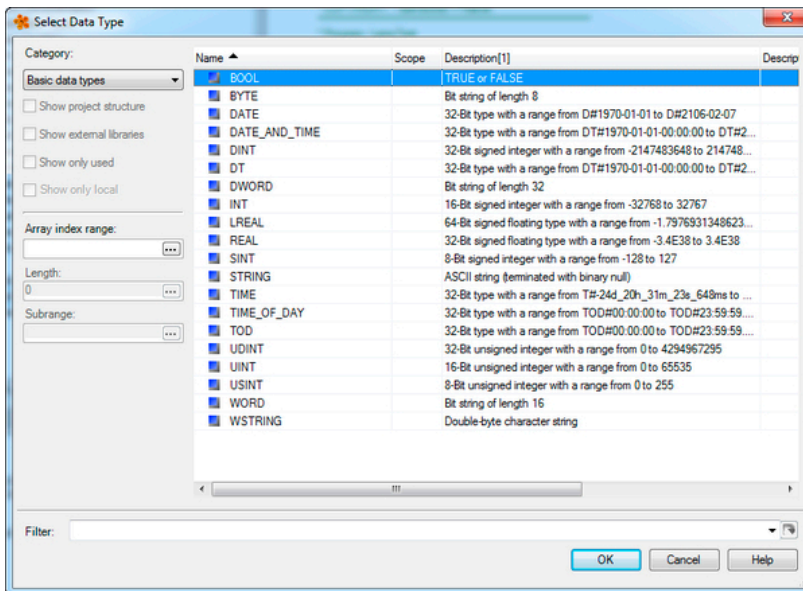 Select Data Type
Category:
Basic data types
Show project structure
Show external libraries
Show only used
Show only local
Array index range:
Length:
0
Subrange:
Name Scope Description[1] Descrip
BOOL TRUE or FALSE
BYTE Bit string of length 8
DATE 32-Bit type with a range from D#1970-01-01 to D#2106-02-07
DATE_AND_TIME 32-Bit type with a range from DT#1970-01-01-00:00:00 to DT#2...
DINT 32-Bit signed integer with a range from -2147483648 to 214748...
DT 32-Bit type with a range from DT#1970-01-01-00:00:00 to DT#2...
DWORD Bit string of length 32
INT 16-Bit signed integer with a range from -32768 to 32767
LREAL 64-Bit signed floating type with a range from -1.7976931348623...
REAL 32-Bit signed floating type with a range from -3.4E38 to 3.4E38
SINT 8-Bit signed integer with a range from -128 to 127
STRING ASCII string (terminated with binary null)
TIME 32-Bit type with a range from T#-24d_20h_31m_23s_648ms to ...
TIME_OF_DAY 32-Bit type with a range from TOD#00:00:00 to TOD#23:59:59....
TOD 32-Bit type with a range from TOD#00:00:00 to TOD#23:59:59....
UDINT 32-Bit unsigned integer with a range from 0 to 4294967295
UINT 16-Bit unsigned integer with a range from 0 to 65535
USINT 8-Bit unsigned integer with a range from 0 to 255
WORD Bit string of length 16
WSTRING Double-byte character string
Filter:
OK Cancel Help